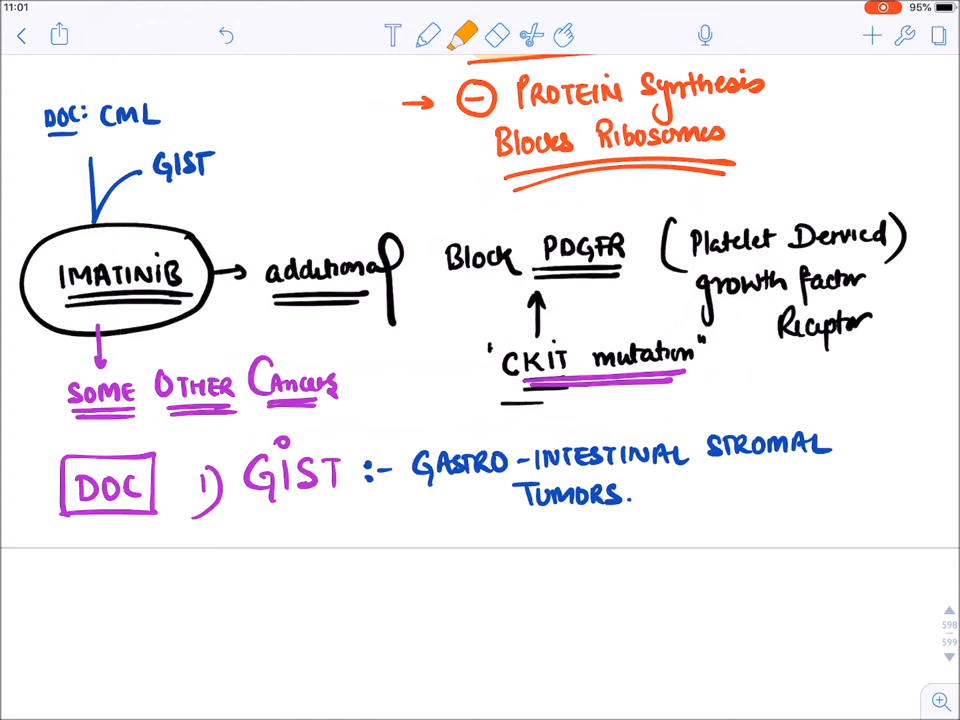 11:01
95%
T
→ ⊖ PROTEIN Synthesis
Blocks Ribosomes
DOC: CML
GIST
IMATINIB → additional
Block PDGFR (Platelet Dervied
growth factor
Receptor)
"CKIT mutation"
SOME OTHER CANCERS
DOC 1) GIST :- GASTRO-INTESTINAL STROMAL
TUMORS.
598
599